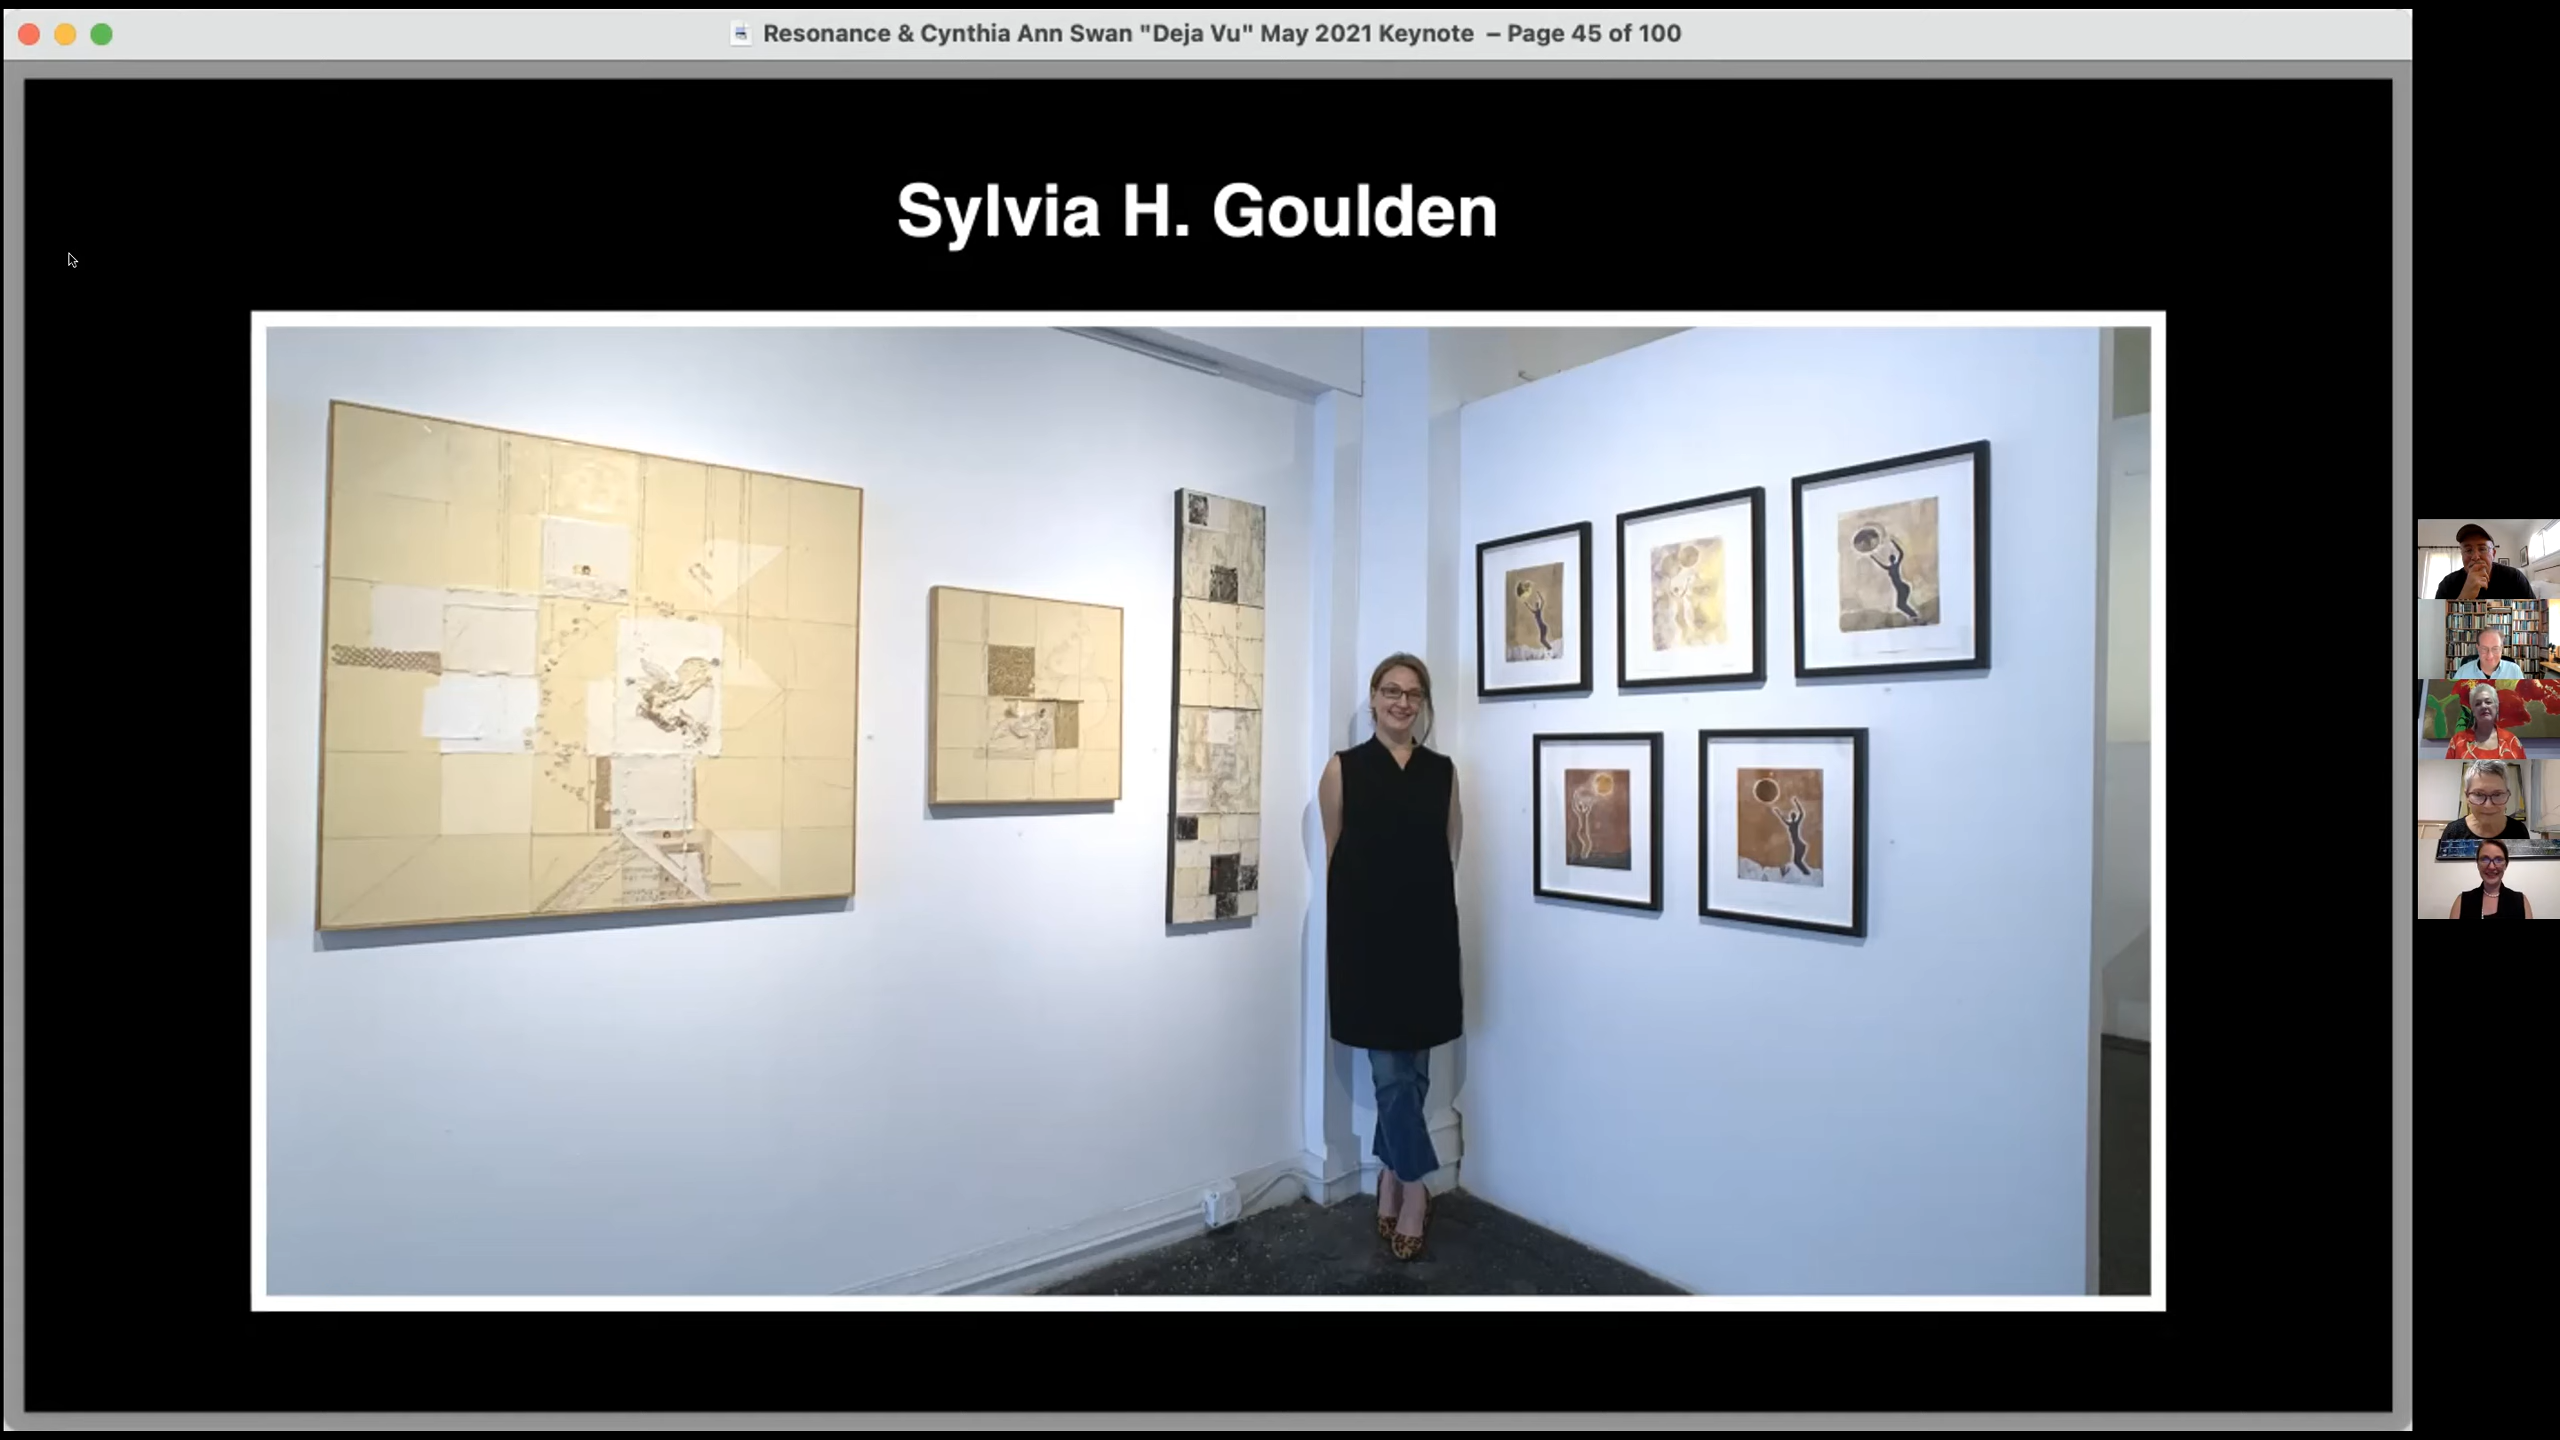 Resonance & Cynthia Ann Swan "Deja Vu" May 2021 Keynote – Page 45 of 100
Sylvia H. Goulden